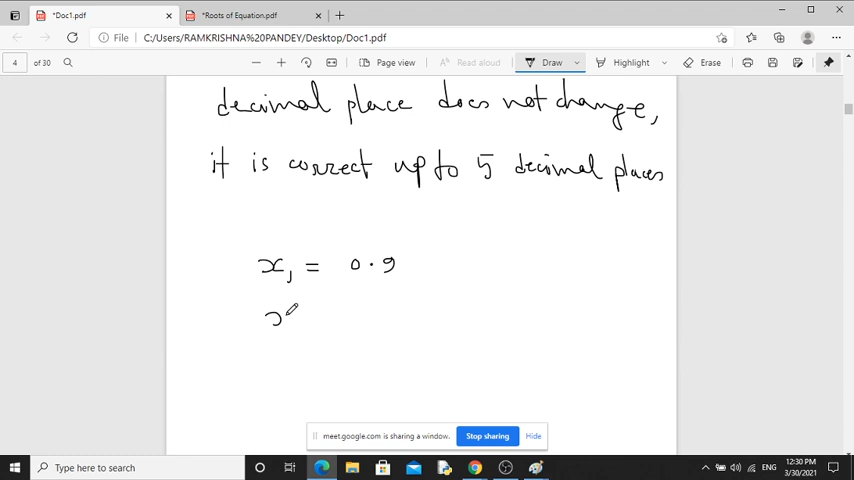 *Doc1.pdf
*Roots of Equation.pdf
File
C:/Users/RAMKRISHNA%20PANDEY/Desktop/Doc1.pdf
4 of 30
Page view
Read aloud
Draw
Highlight
Erase
decimal place does not change,
it is correct up to 5 decimal places
x₁ = 0.9
x
meet.google.com is sharing a window.
Stop sharing
Hide
Type here to search
ENG
12:30 PM
3/30/2021